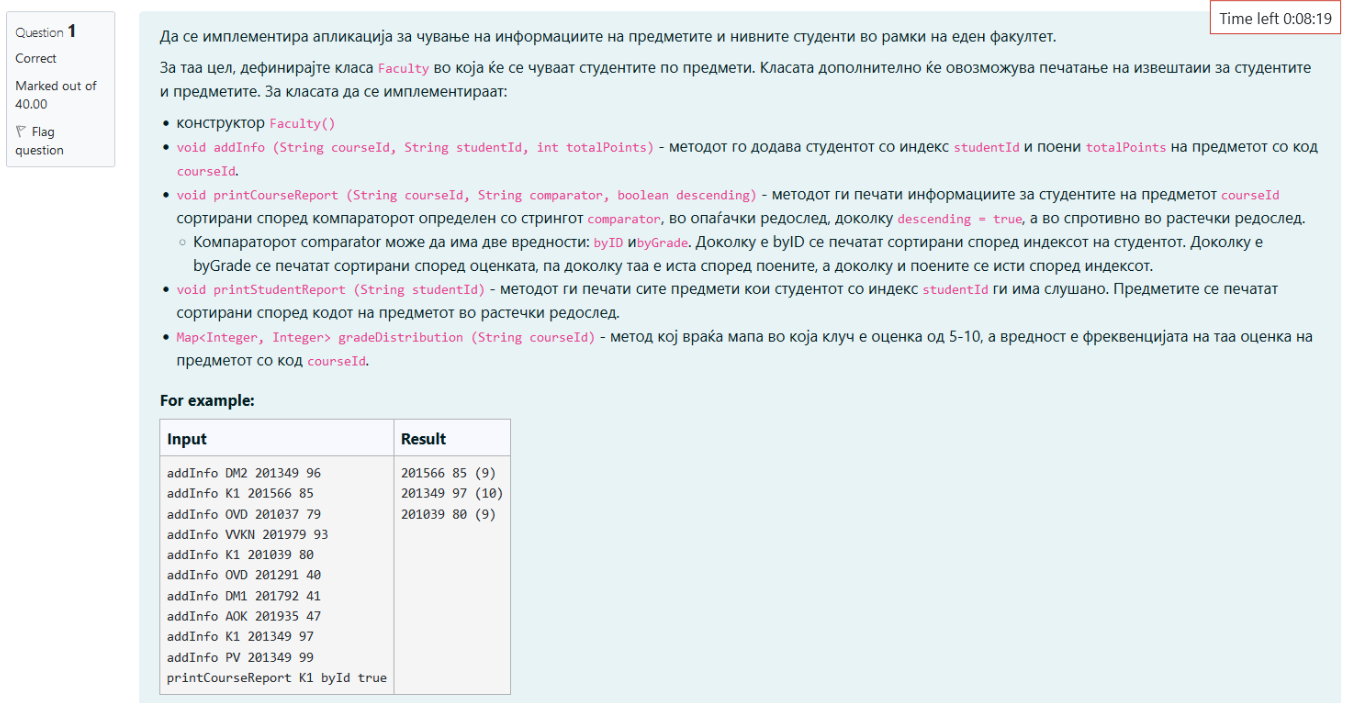 Time left 0:08:19
Question 1
Correct
Marked out of
40.00
Flag
question
Да се имплементира апликација за чување на информациите на предметите и нивните студенти во рамки на еден факултет.
За таа цел, дефинирајте класа Faculty во која ќе се чуваат студентите по предмети. Класата дополнително ќе овозможува печатање на извештаии за студентите
и предметите. За класата да се имплементираат:
• конструктор Faculty()
• void addInfo (String courseId, String studentId, int totalPoints) - методот го додава студентот со индекс studentId и поени totalPoints на предметот со код
courseId.
• void printCourseReport (String courseId, String comparator, boolean descending) - методот ги печати информациите за студентите на предметот courseId
сортирани според компараторот определен со стрингот comparator, во опаѓачки редослед, доколку descending = true, а во спротивно во растечки редослед.
◦ Компараторот comparator може да има две вредности: byID иbyGrade. Доколку е byID се печатат сортирани според индексот на студентот. Доколку е
byGrade се печатат сортирани според оценката, па доколку таа е иста според поените, а доколку и поените се исти според индексот.
• void printStudentReport (String studentId) - методот ги печати сите предмети кои студентот со индекс studentId ги има слушано. Предметите се печатат
сортирани според кодот на предметот во растечки редослед.
• Map<Integer, Integer> gradeDistribution (String courseId) - метод кој враќа мапа во која клуч е оценка од 5-10, а вредност е фреквенцијата на таа оценка на
предметот со код courseId.
For example:
Input Result
addInfo DM2 201349 96 201566 85 (9)
addInfo K1 201566 85 201349 97 (10)
addInfo OVD 201037 79 201039 80 (9)
addInfo VVKN 201979 93
addInfo K1 201039 80
addInfo OVD 201291 40
addInfo DM1 201792 41
addInfo AOK 201935 47
addInfo K1 201349 97
addInfo PV 201349 99
printCourseReport K1 byId true